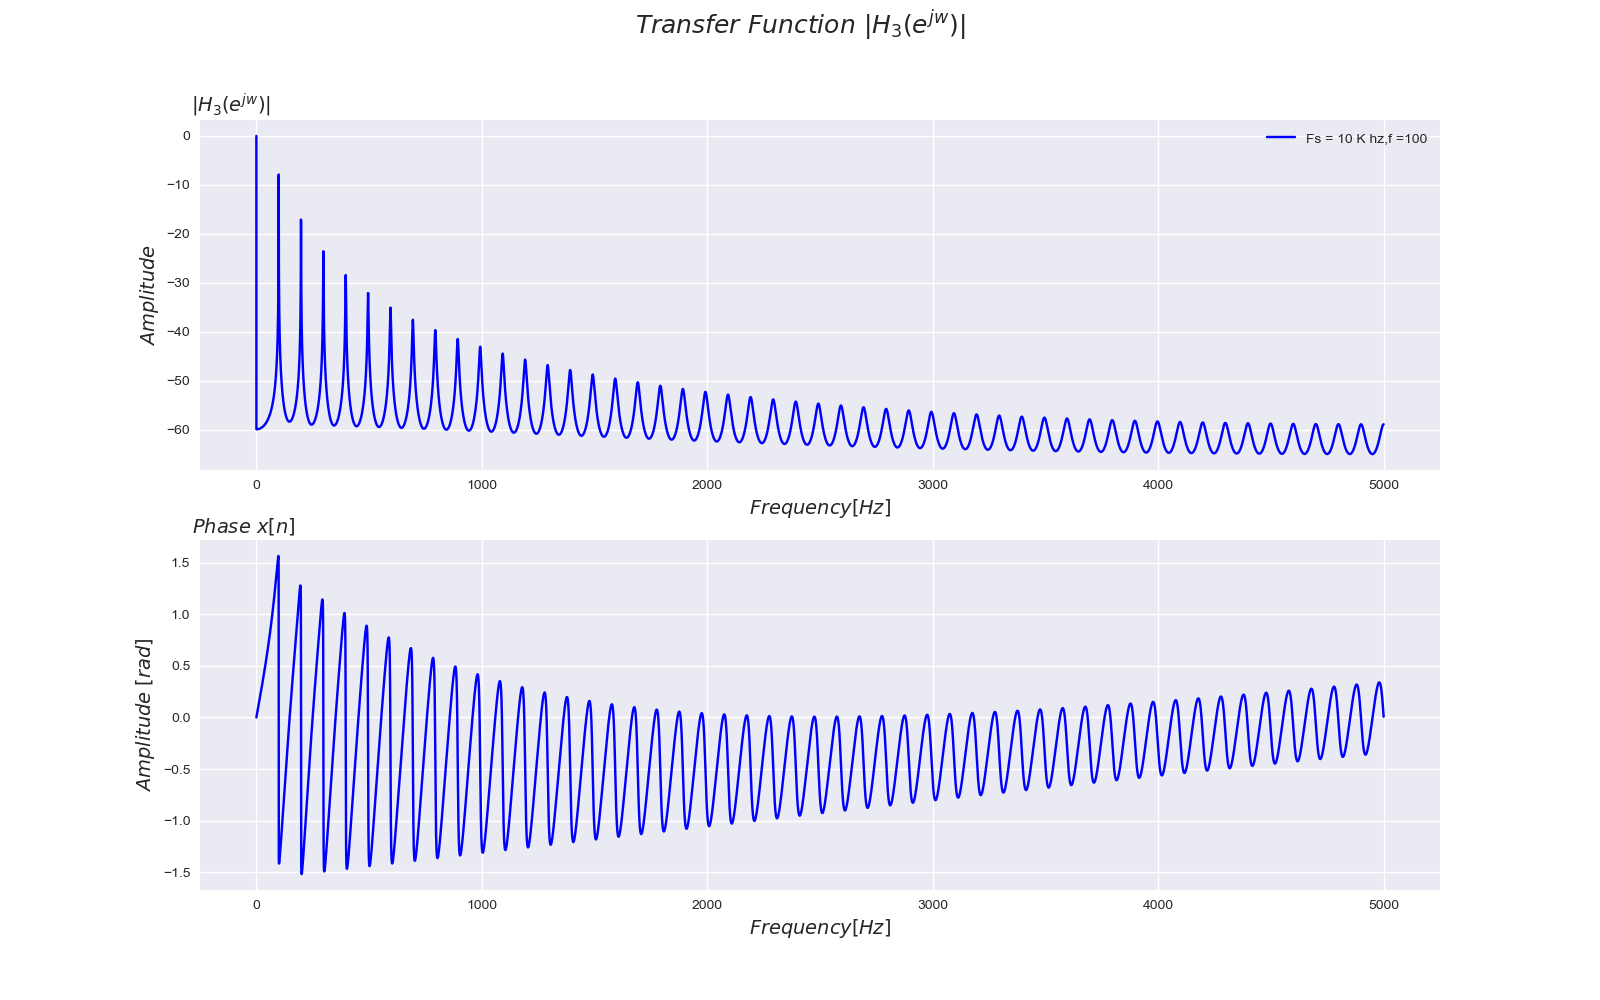 Transfer Function |H₃(eʲʷ)|
|H₃(eʲʷ)|
Fs = 10 K hz,f =100
Amplitude
0
−10
−20
−30
−40
−50
−60
0 1000 2000 3000 4000 5000
Frequency[Hz]
Phase x[n]
Amplitude [rad]
1.5
1.0
0.5
0.0
−0.5
−1.0
−1.5
0 1000 2000 3000 4000 5000
Frequency[Hz]